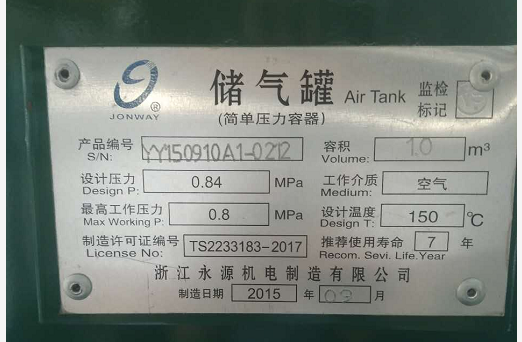 JONWAY ®
储气罐 Air Tank 监检标记
(简单压力容器)
产品编号 S/N: YY150910A1-0212 容积 Volume: 1.0 m³
设计压力 Design P: 0.84 MPa 工作介质 Medium: 空气
最高工作压力 Max Working P: 0.8 MPa 设计温度 Design T: 150 ℃
制造许可证编号 License No: TS2233183-2017 推荐使用寿命 Recom. Sevi. Life.Year 7 年
浙江永源机电制造有限公司
制造日期 2015 年 09 月